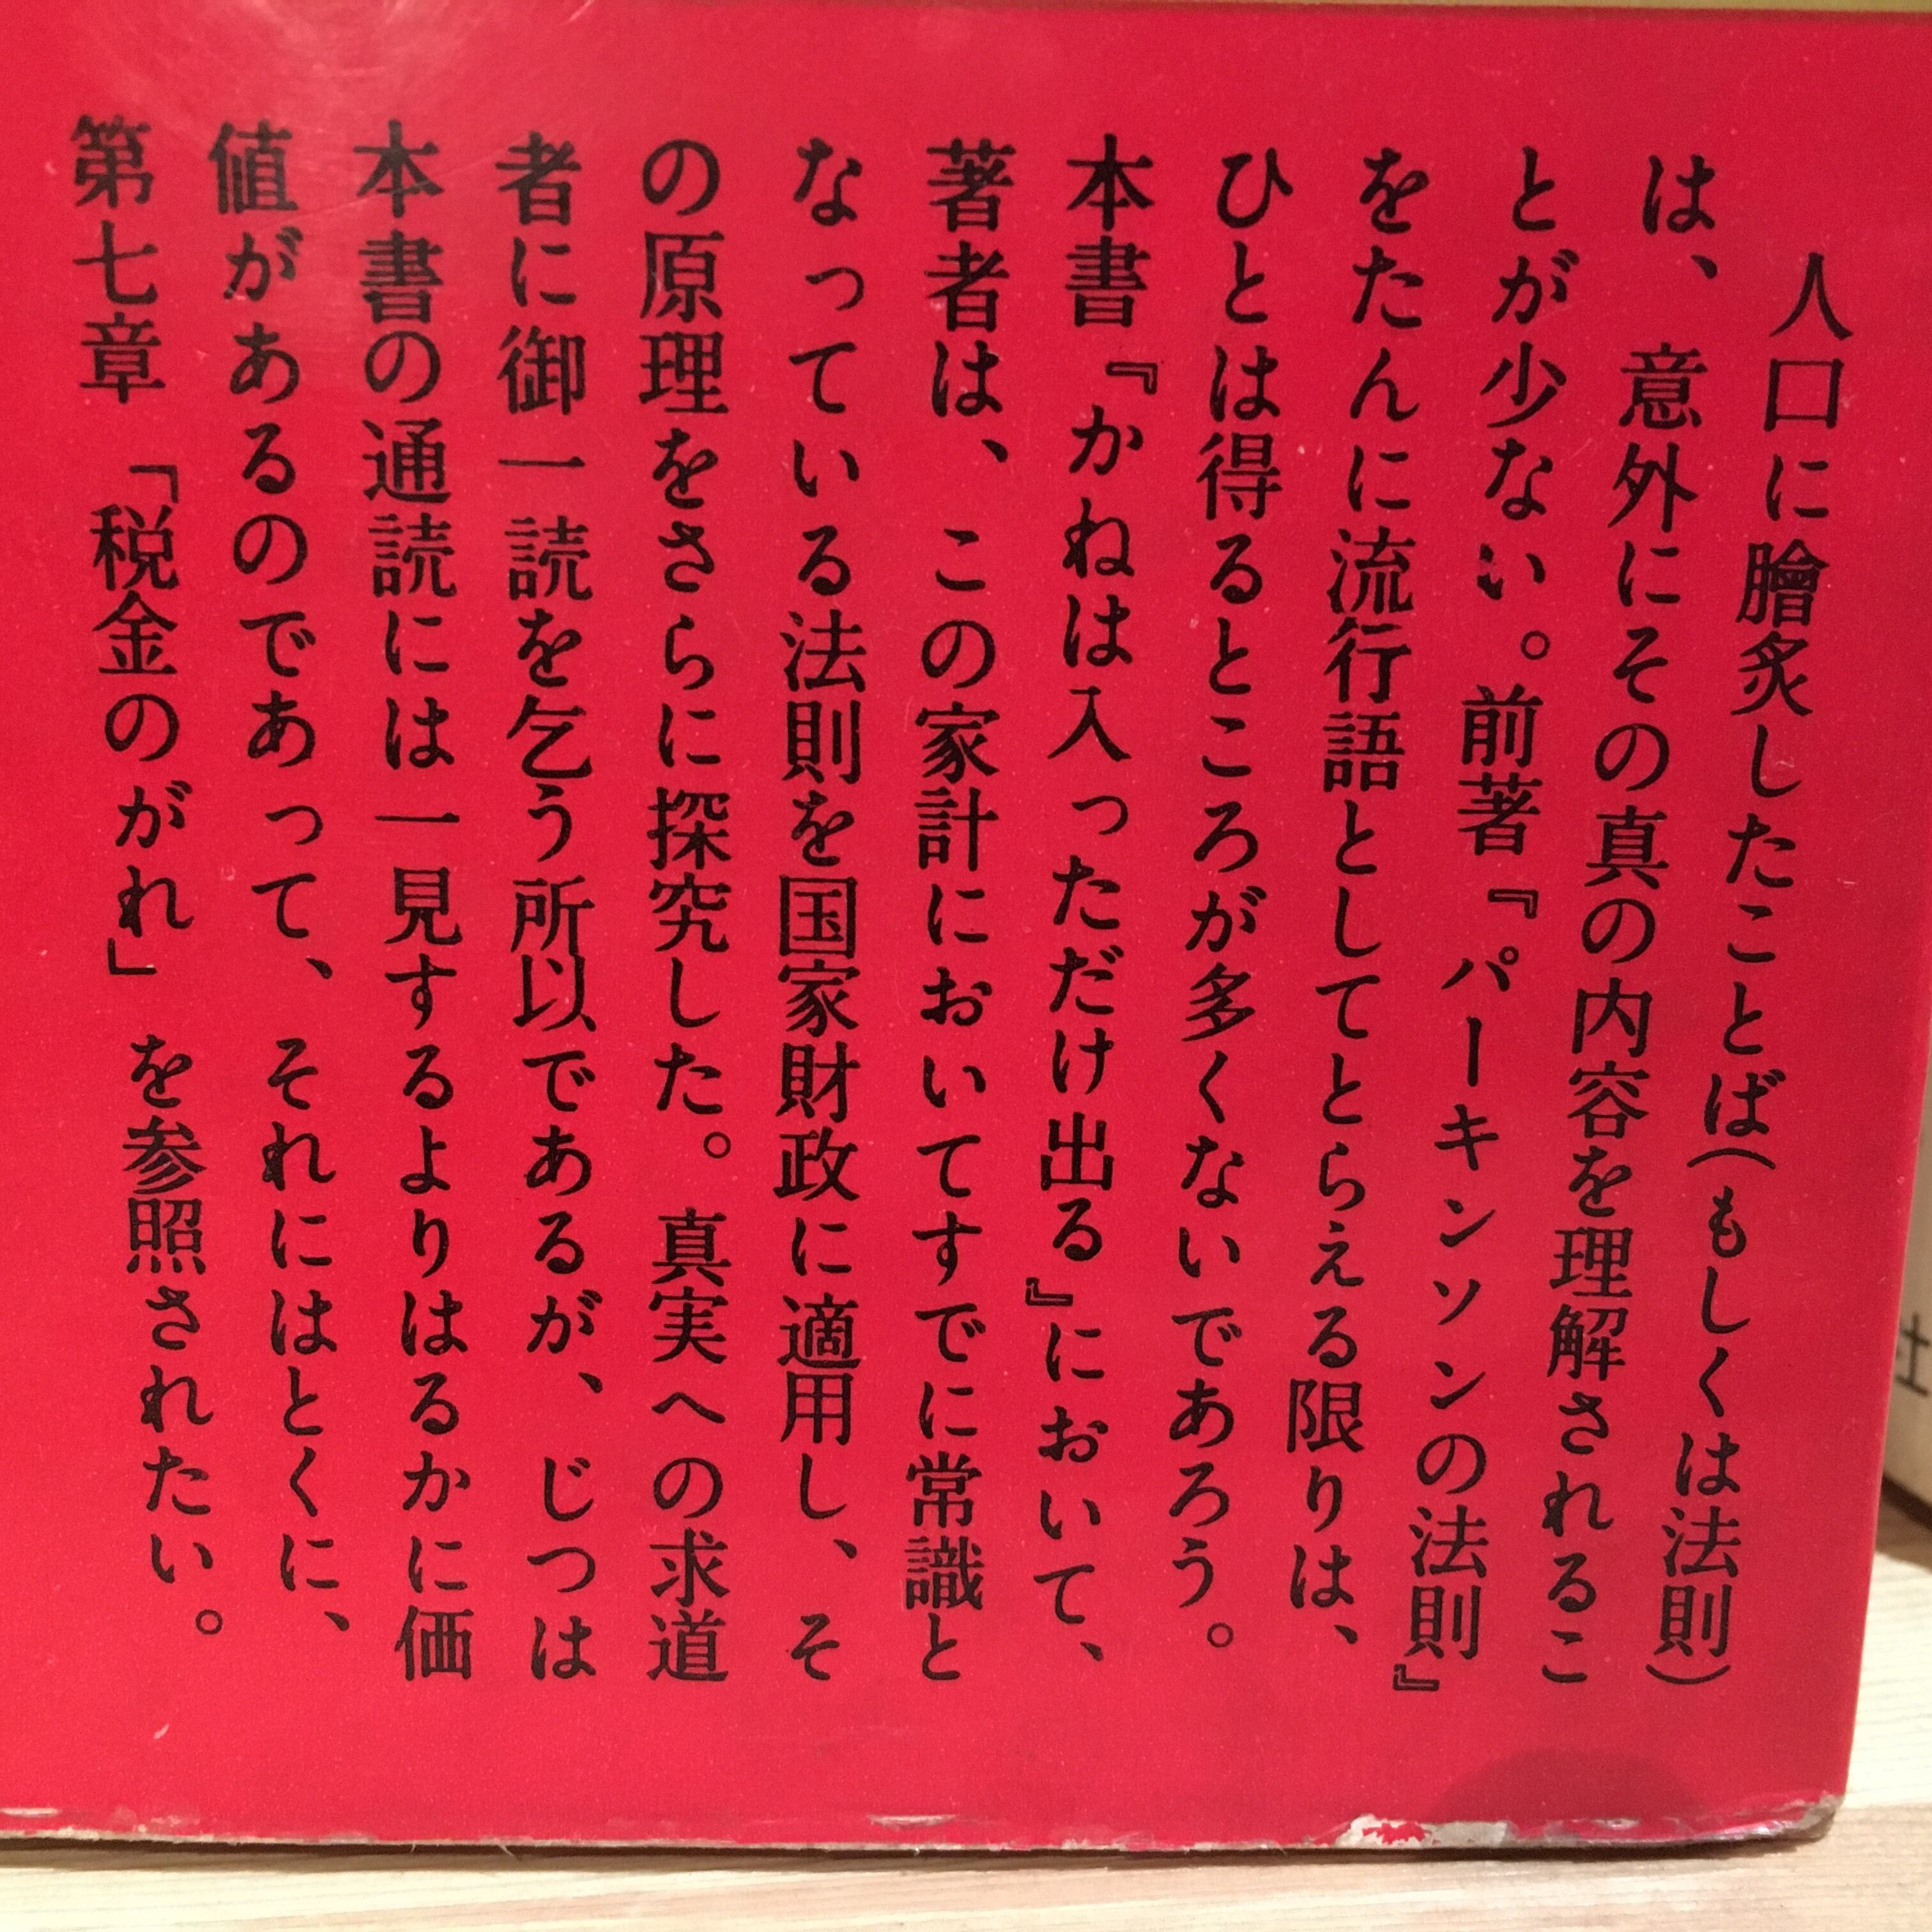 人口に膾炙したことば(もしくは法則)
は、意外にその真の内容を理解されるこ
とが少ない。前著『パーキンソンの法則』
をたんに流行語としてとらえる限りは、
ひとは得るところが多くないであろう。
本書『かねは入っただけ出る』において、
著者は、この家計においてすでに常識と
なっている法則を国家財政に適用し、そ
の原理をさらに探究した。真実への求道
者に御一読を乞う所以であるが、じつは
本書の通読には一見するよりはるかに価
値があるのであって、それにはとくに、
第七章「税金のがれ」を参照されたい。
社